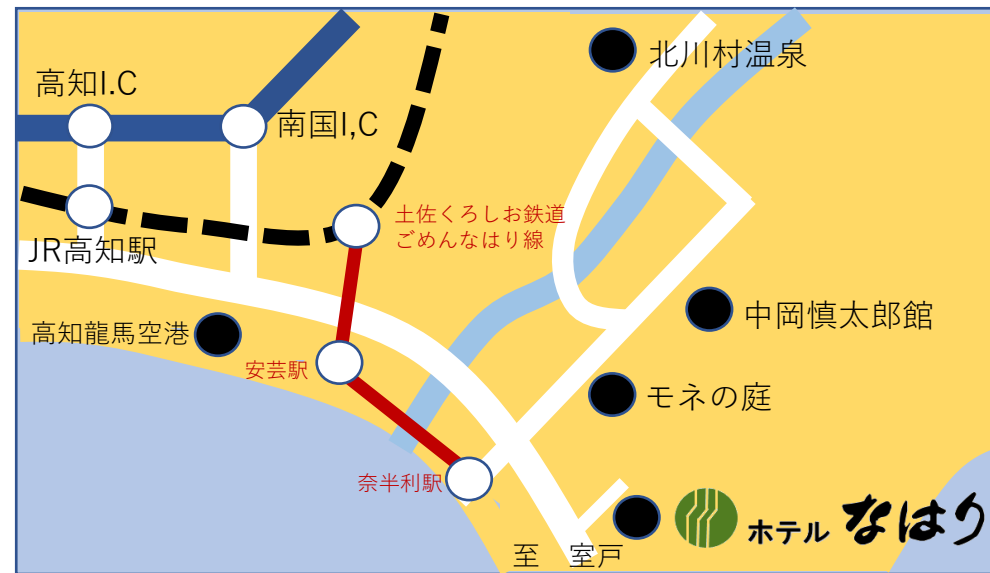 北川村温泉
高知I.C
南国I,C
土佐くろしお鉄道
ごめんなはり線
JR高知駅
中岡慎太郎館
高知龍馬空港
安芸駅
モネの庭
奈半利駅
ホテル なはり
至 室戸